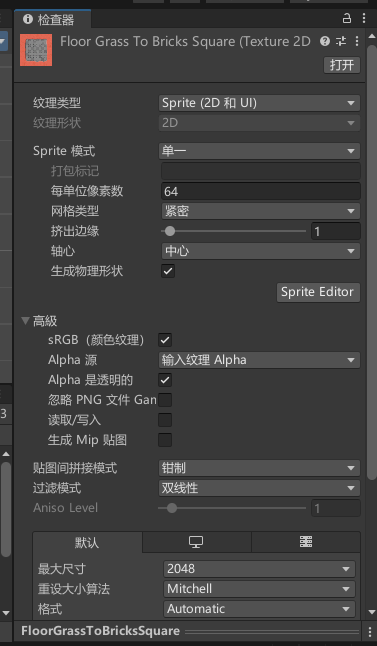 检查器
Floor Grass To Bricks Square (Texture 2D
打开
纹理类型 Sprite (2D 和 UI)
纹理形状 2D
Sprite 模式 单一
打包标记
每单位像素数 64
网格类型 紧密
挤出边缘 1
轴心 中心
生成物理形状
Sprite Editor
高級
sRGB（颜色纹理）
Alpha 源 输入纹理 Alpha
Alpha 是透明的
忽略 PNG 文件 Gan
读取/写入
生成 Mip 贴图
贴图间拼接模式 钳制
过滤模式 双线性
Aniso Level 1
默认
3
最大尺寸 2048
重设大小算法 Mitchell
格式 Automatic
FloorGrassToBricksSquare